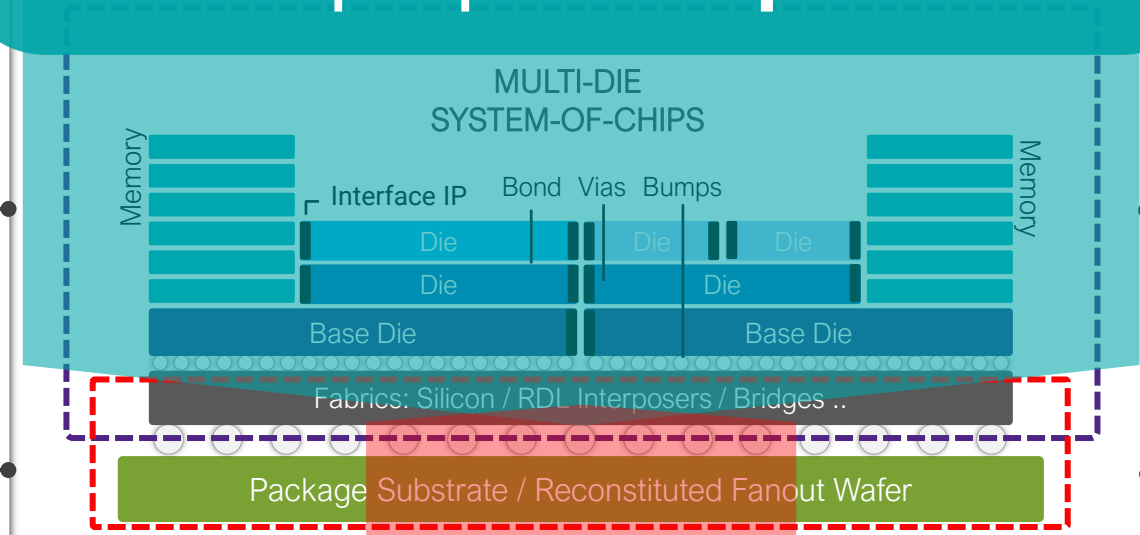 MULTI-DIE
SYSTEM-OF-CHIPS
Memory
Memory
Interface IP
Bond
Vias
Bumps
Die
Die
Die
Die
Die
Base Die
Base Die
Fabrics: Silicon / RDL Interposers / Bridges ..
Package Substrate / Reconstituted Fanout Wafer